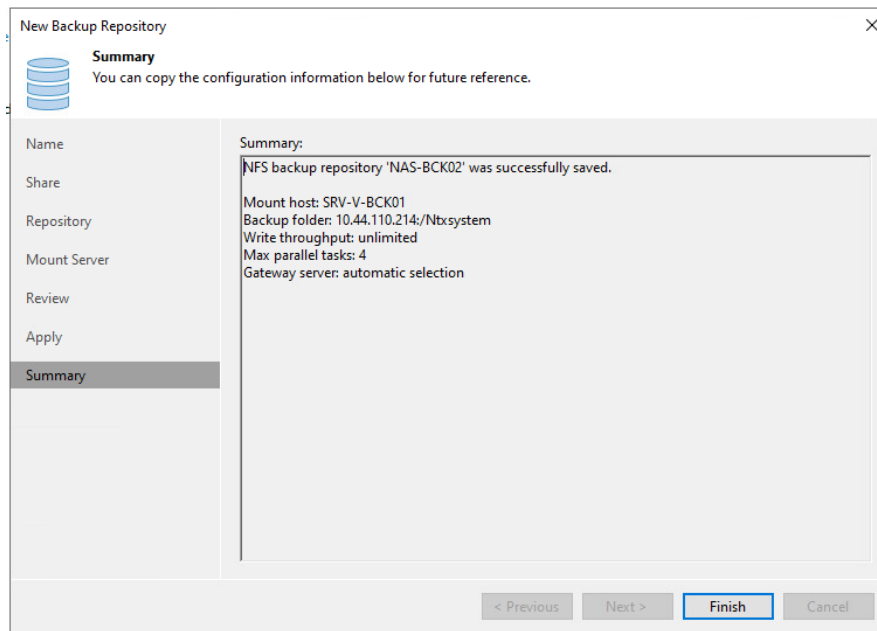 New Backup Repository
Summary
You can copy the configuration information below for future reference.
Name
Share
Repository
Mount Server
Review
Apply
Summary
Summary:
NFS backup repository 'NAS-BCK02' was successfully saved.
Mount host: SRV-V-BCK01
Backup folder: 10.44.110.214:/Ntxsystem
Write throughput: unlimited
Max parallel tasks: 4
Gateway server: automatic selection
< Previous
Next >
Finish
Cancel